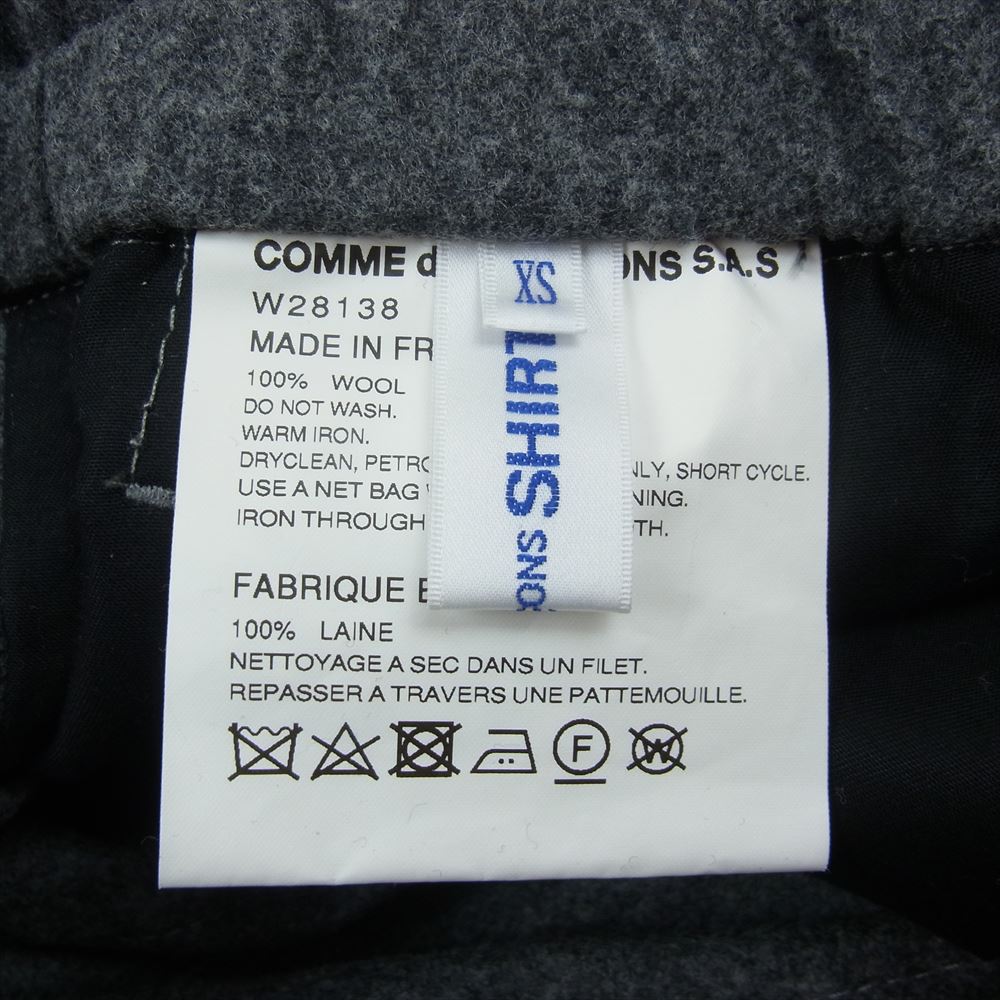 COMME d ONS S.A.S
W28138
MADE IN FR
100% WOOL
DO NOT WASH.
WARM IRON.
DRYCLEAN, PETRO NLY, SHORT CYCLE.
USE A NET BAG NING.
IRON THROUGH TH.
FABRIQUE E
100% LAINE
NETTOYAGE A SEC DANS UN FILET.
REPASSER A TRAVERS UNE PATTEMOUILLE.
F W
XS
ONS SHIRT